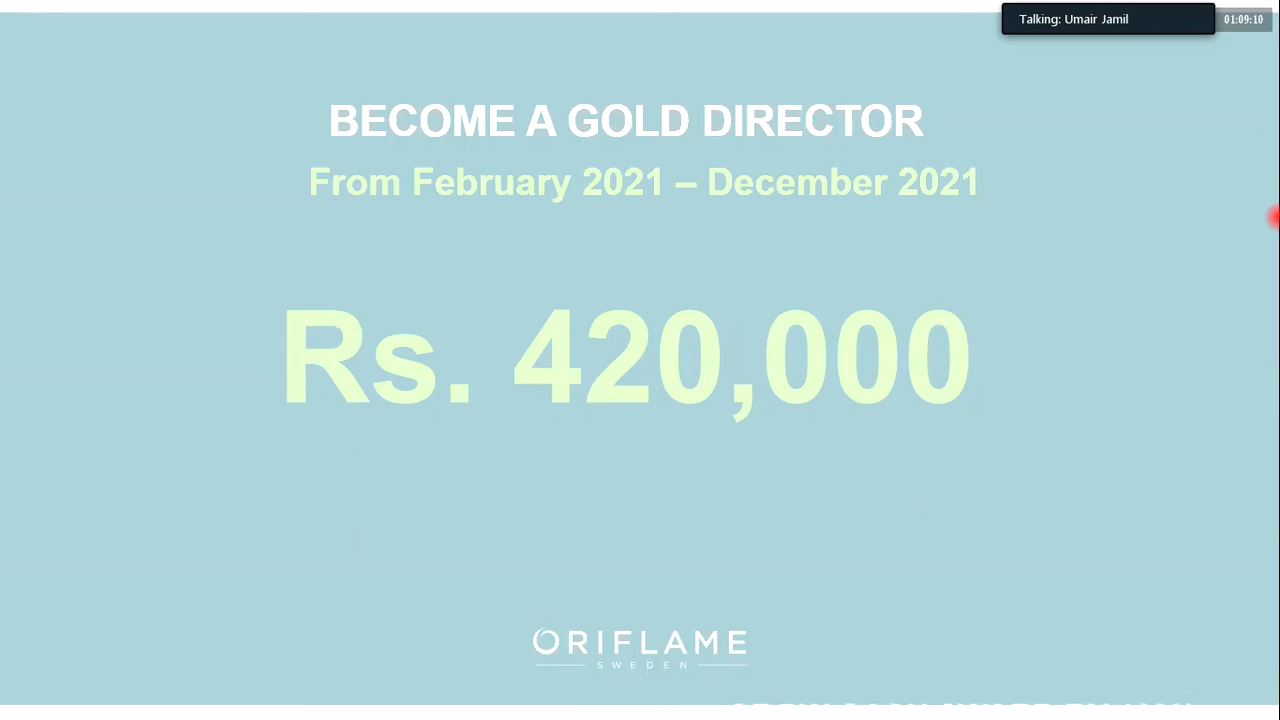 Talking: Umair Jamil
01:09:10
BECOME A GOLD DIRECTOR
From February 2021 – December 2021
Rs. 420,000
ORIFLAME
SWEDEN